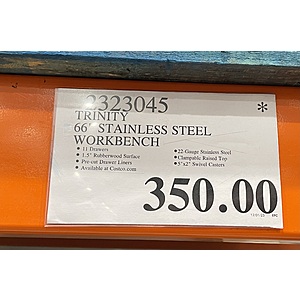 2323045
*
TRINITY
66" STAINLESS STEEL
WORKBENCH
• 11 Drawers
• 1.5" Rubberwood Surface
• Pre-cut Drawer Liners
• Available at Costco.com
• 22-Gauge Stainless Steel
• Clampable Raised Top
• 5"x2" Swivel Casters
350.00